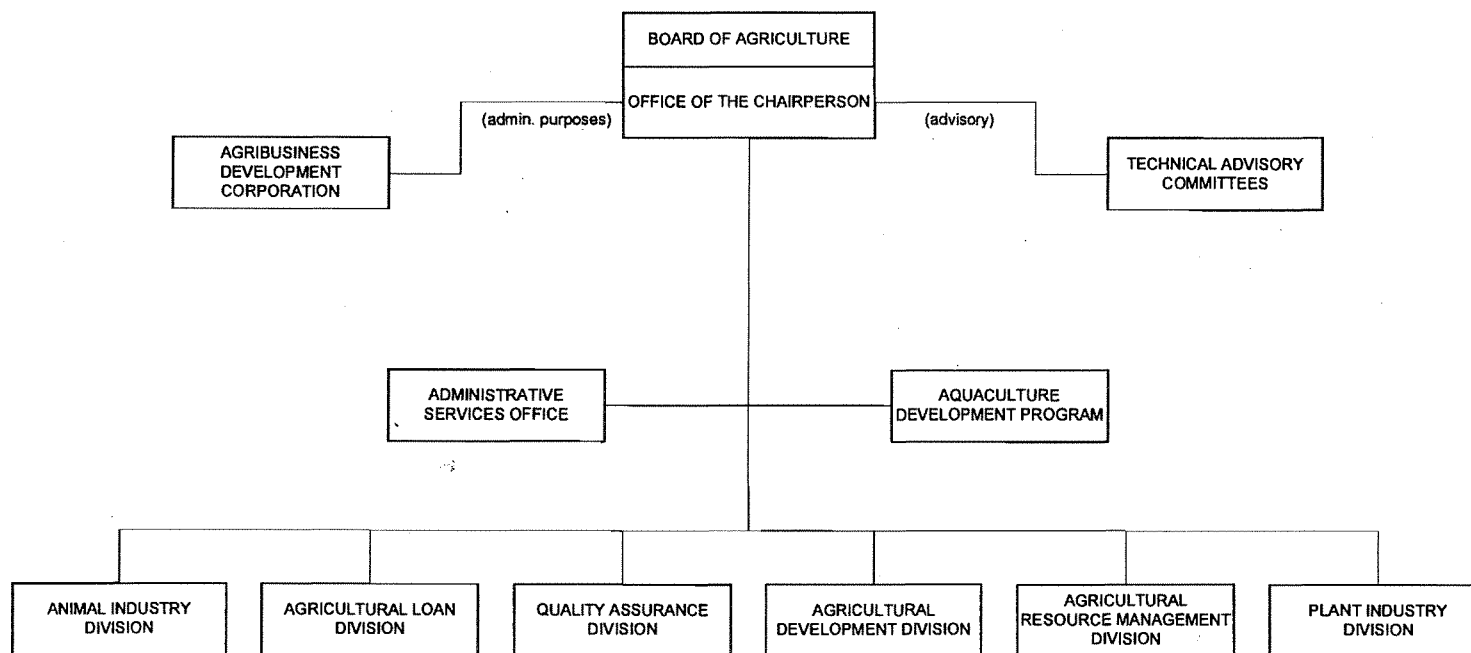 BOARD OF AGRICULTURE
OFFICE OF THE CHAIRPERSON
(admin. purposes)
(advisory)
AGRIBUSINESS
DEVELOPMENT
CORPORATION
TECHNICAL ADVISORY
COMMITTEES
ADMINISTRATIVE
SERVICES OFFICE
AQUACULTURE
DEVELOPMENT PROGRAM
ANIMAL INDUSTRY
DIVISION
AGRICULTURAL LOAN
DIVISION
QUALITY ASSURANCE
DIVISION
AGRICULTURAL
DEVELOPMENT DIVISION
AGRICULTURAL
RESOURCE MANAGEMENT
DIVISION
PLANT INDUSTRY
DIVISION